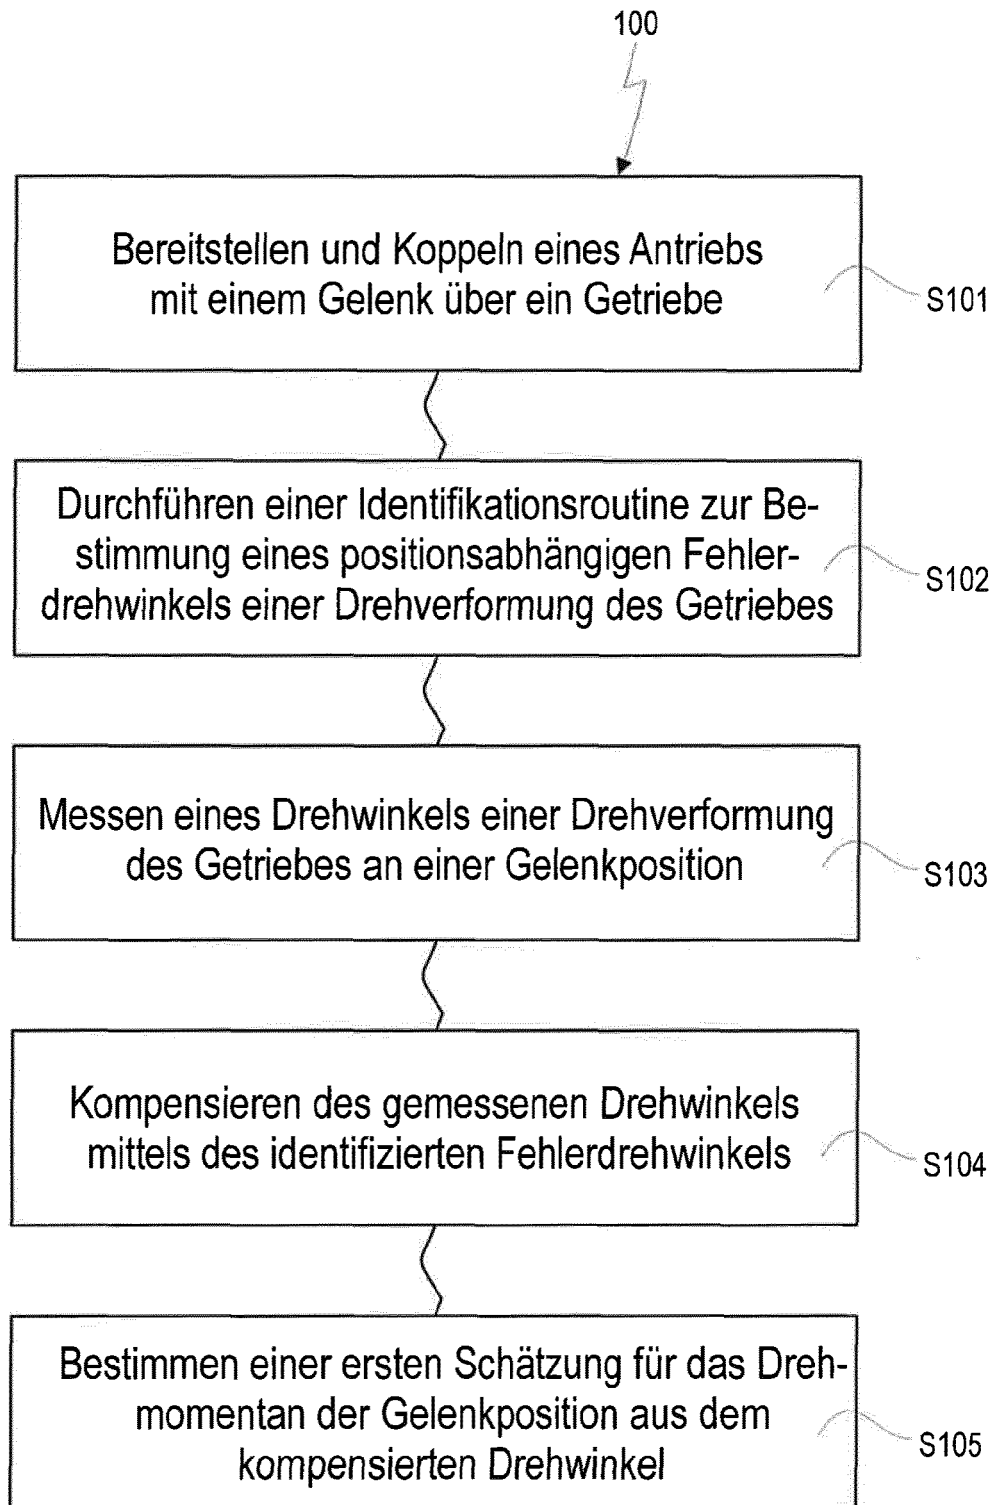 100
Bereitstellen und Koppeln eines Antriebs
mit einem Gelenk über ein Getriebe
S101
Durchführen einer Identifikationsroutine zur Be-
stimmung eines positionsabhängigen Fehler-
drehwinkels einer Drehverformung des Getriebes
S102
Messen eines Drehwinkels einer Drehverformung
des Getriebes an einer Gelenkposition
S103
Kompensieren des gemessenen Drehwinkels
mittels des identifizierten Fehlerdrehwinkels
S104
Bestimmen einer ersten Schätzung für das Dreh-
momentan der Gelenkposition aus dem
kompensierten Drehwinkel
S105